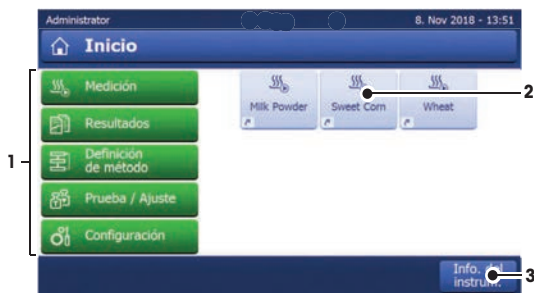 Administrator 8. Nov 2018 - 13:51
Inicio
Medición
Resultados
Definición
de método
Prueba / Ajuste
Configuración
Milk Powder Sweet Corn Wheat
Info. del
instrum.
1
2
3